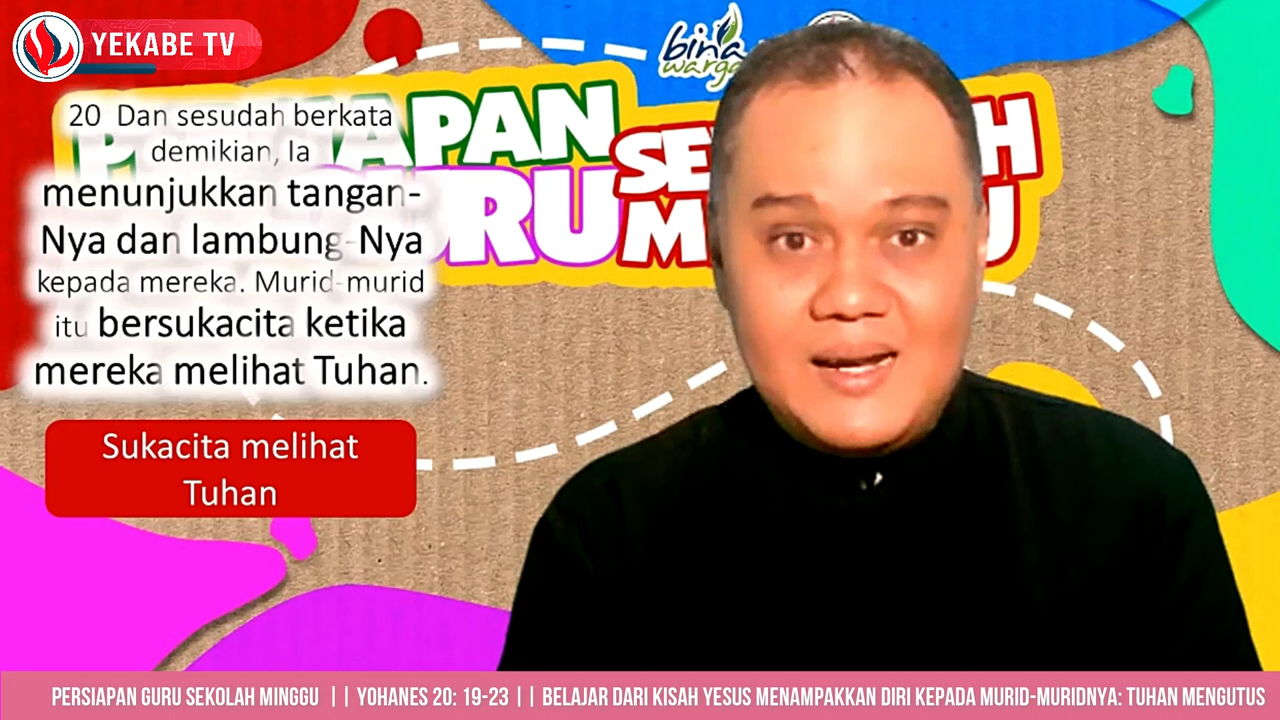 YEKABE TV
bina
warga
20 Dan sesudah berkata
demikian, Ia
menunjukkan tangan-
Nya dan lambung-Nya
kepada mereka. Murid-murid
itu bersukacita ketika
mereka melihat Tuhan.
Sukacita melihat
Tuhan
PERSIAPAN GURU SEKOLAH MINGGU || YOHANES 20: 19-23 || BELAJAR DARI KISAH YESUS MENAMPAKKAN DIRI KEPADA MURID-MURIDNYA: TUHAN MENGUTUS